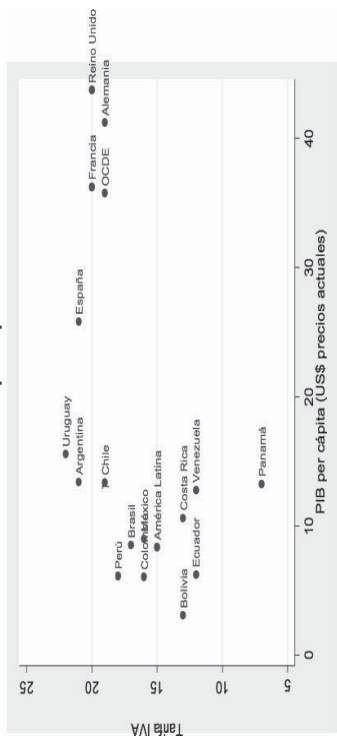 Tarifa IVA
25
20
15
10
5
Uruguay
Argentina
España
Francia
Reino Unido
Chile
OCDE
Alemania
Perú
Brasil
México
América Latina
Costa Rica
Bolivia
Venezuela
Ecuador
Panamá
0
10
20
30
40
PIB per cápita (US$ precios actuales)